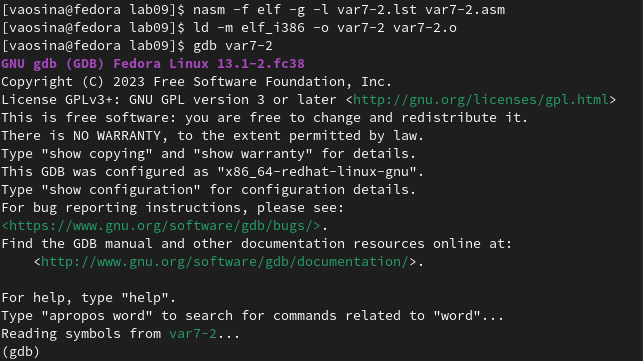 [vaosina@fedora lab09]$ nasm -f elf -g -l var7-2.lst var7-2.asm
[vaosina@fedora lab09]$ ld -m elf_i386 -o var7-2 var7-2.o
[vaosina@fedora lab09]$ gdb var7-2
GNU gdb (GDB) Fedora Linux 13.1-2.fc38
Copyright (C) 2023 Free Software Foundation, Inc.
License GPLv3+: GNU GPL version 3 or later <http://gnu.org/licenses/gpl.html>
This is free software: you are free to change and redistribute it.
There is NO WARRANTY, to the extent permitted by law.
Type "show copying" and "show warranty" for details.
This GDB was configured as "x86_64-redhat-linux-gnu".
Type "show configuration" for configuration details.
For bug reporting instructions, please see:
<https://www.gnu.org/software/gdb/bugs/>.
Find the GDB manual and other documentation resources online at:
    <http://www.gnu.org/software/gdb/documentation/>.

For help, type "help".
Type "apropos word" to search for commands related to "word"...
Reading symbols from var7-2...
(gdb)